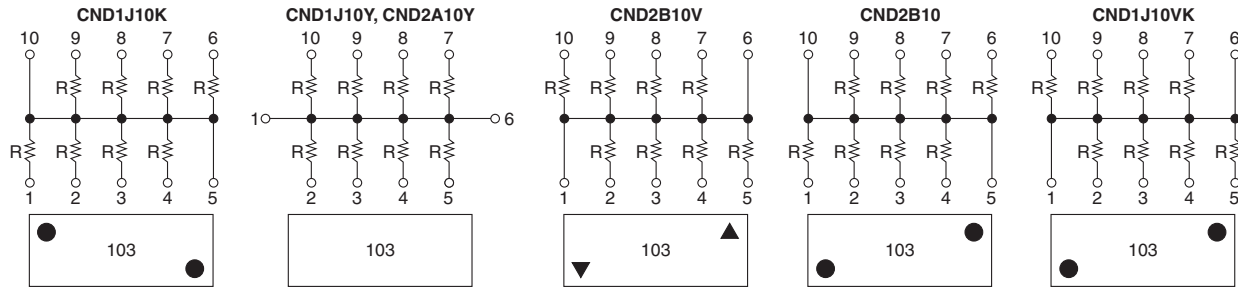 CND1J10K
10 9 8 7 6
R R R R
R R R R
1 2 3 4 5
103
CND1J10Y, CND2A10Y
10 9 8 7
R R R R
1 6
R R R R
2 3 4 5
103
CND2B10V
10 9 8 7 6
R R R R
R R R R
1 2 3 4 5
103
CND2B10
10 9 8 7 6
R R R
R R R
1 2 3 4 5
103
CND1J10VK
10 9 8 7 6
R R R R
R R R R
1 2 3 4 5
103